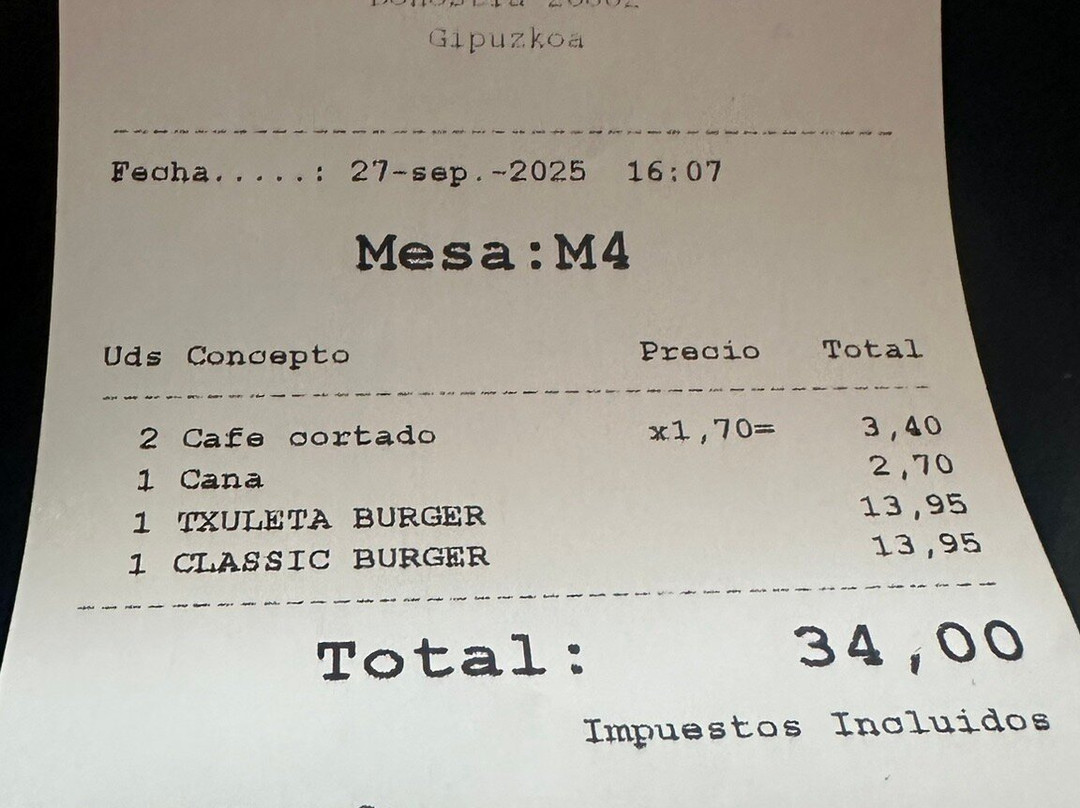 Gipuzkoa
Fecha.....: 27-sep.-2025 16:07
Mesa:M4
Uds Concepto Precio Total
2 Cafe cortado x1,70= 3,40
1 Cana 2,70
1 TXULETA BURGER 13,95
1 CLASSIC BURGER 13,95
Total: 34,00
Impuestos Incluidos